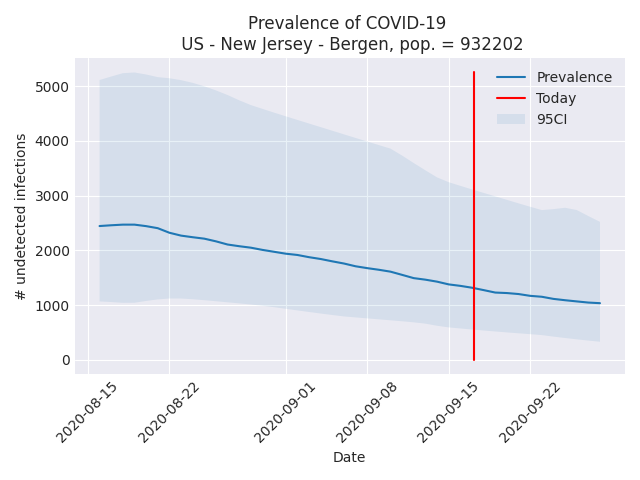 Prevalence of COVID-19
US - New Jersey - Bergen, pop. = 932202
Prevalence
Today
95CI
5000
4000
3000
2000
1000
0
# undetected infections
2020-08-15
2020-08-22
2020-09-01
2020-09-08
2020-09-15
2020-09-22
Date